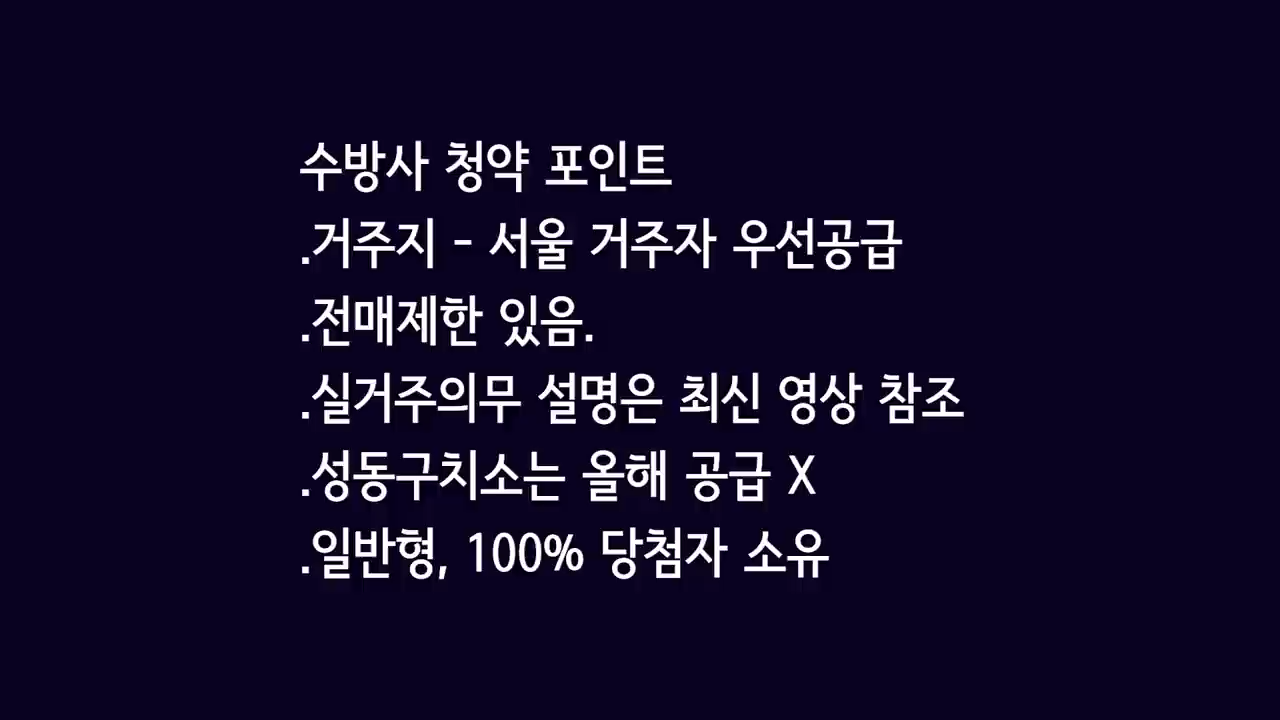 수방사 청약 포인트
.거주지 - 서울 거주자 우선공급
.전매제한 있음.
.실거주의무 설명은 최신 영상 참조
.성동구치소는 올해 공급 X
.일반형, 100% 당첨자 소유